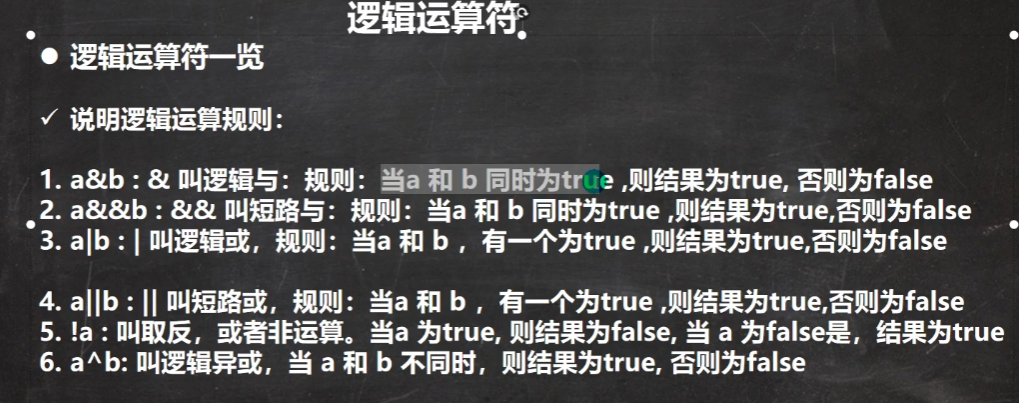 逻辑运算符
● 逻辑运算符一览
✓ 说明逻辑运算规则：
1. a&b : & 叫逻辑与：规则：当a 和 b 同时为true ,则结果为true, 否则为false
2. a&&b : && 叫短路与：规则：当a 和 b 同时为true ,则结果为true,否则为false
3. a|b : | 叫逻辑或，规则：当a 和 b ，有一个为true ,则结果为true,否则为false
4. a||b : || 叫短路或，规则：当a 和 b ，有一个为true ,则结果为true,否则为false
5. !a : 叫取反，或者非运算。当a 为true, 则结果为false, 当 a 为false是，结果为true
6. a^b: 叫逻辑异或，当 a 和 b 不同时，则结果为true, 否则为false